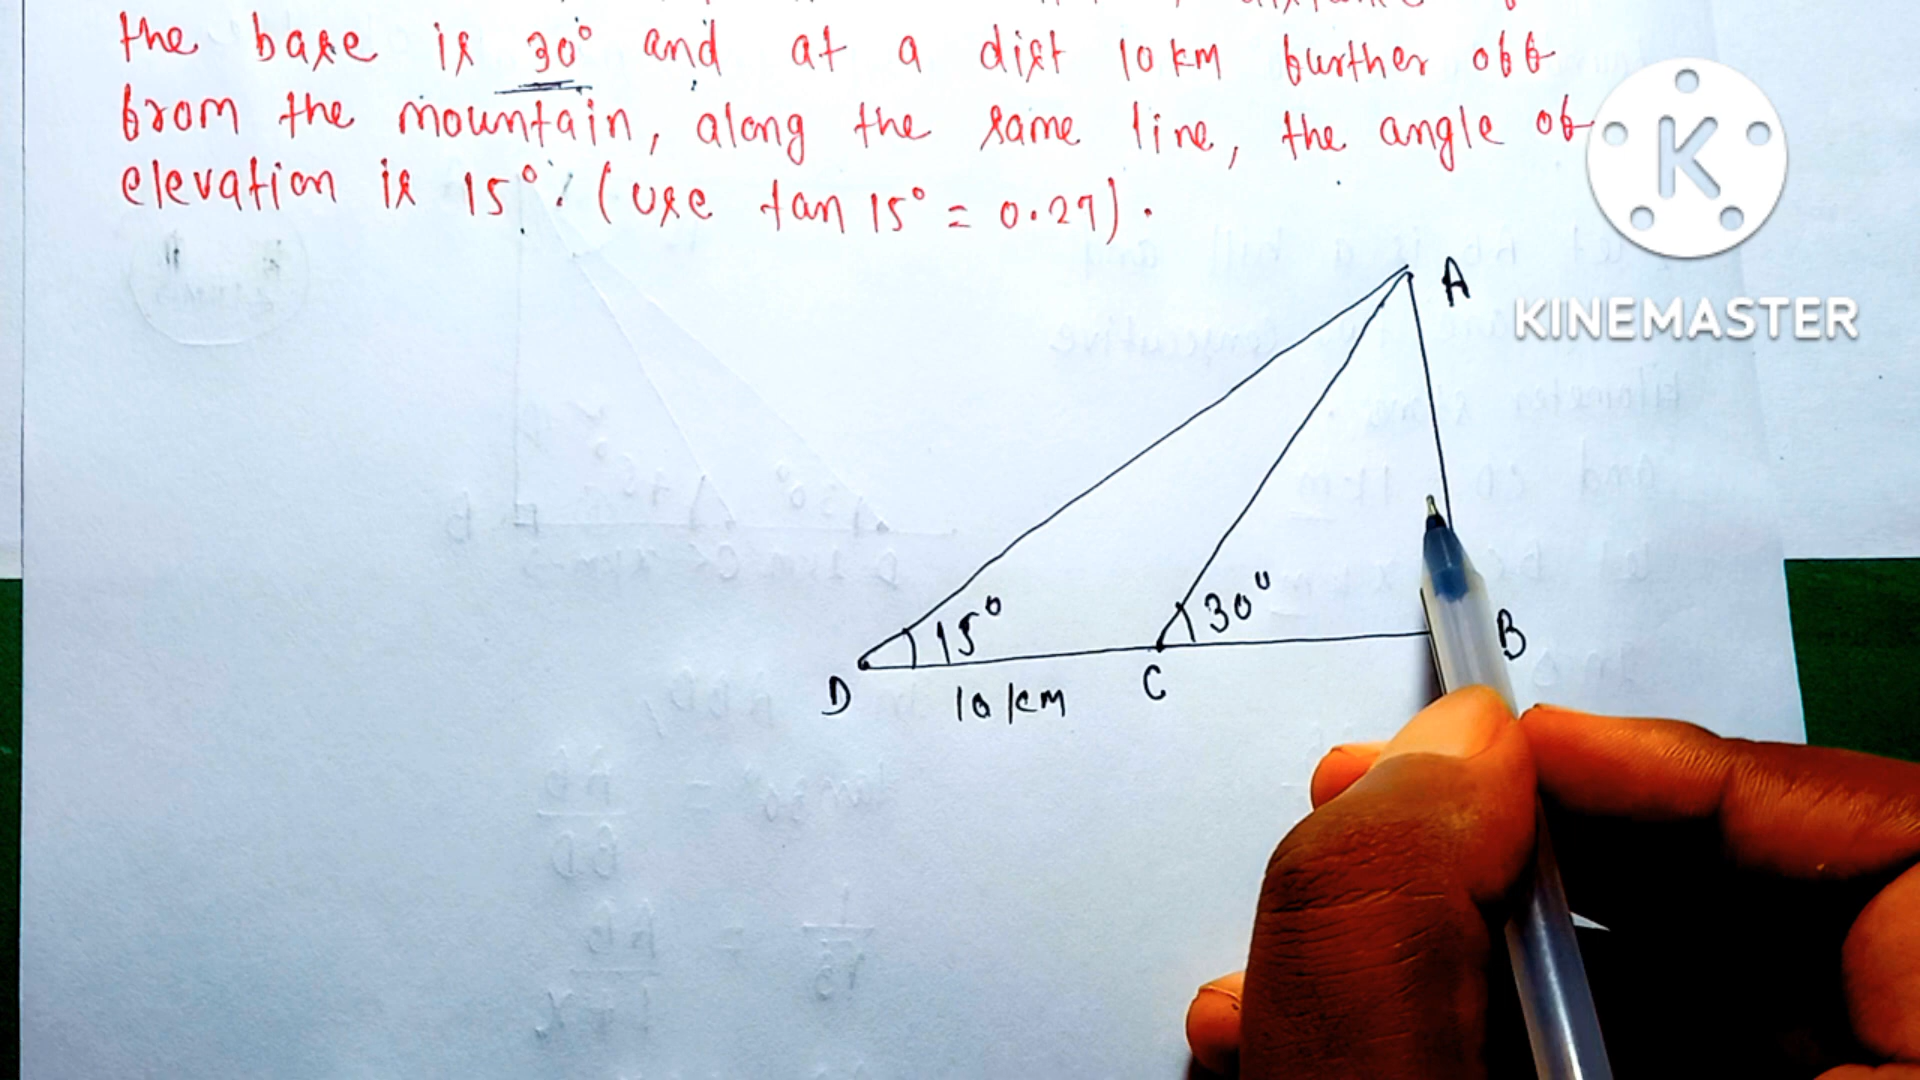 the base is 30° and at a dist 10 km further off
from the mountain, along the same line, the angle of
elevation is 15°. (use tan 15° = 0.27).
K
KINEMASTER
A
15°
30°
B
D
10 km
C